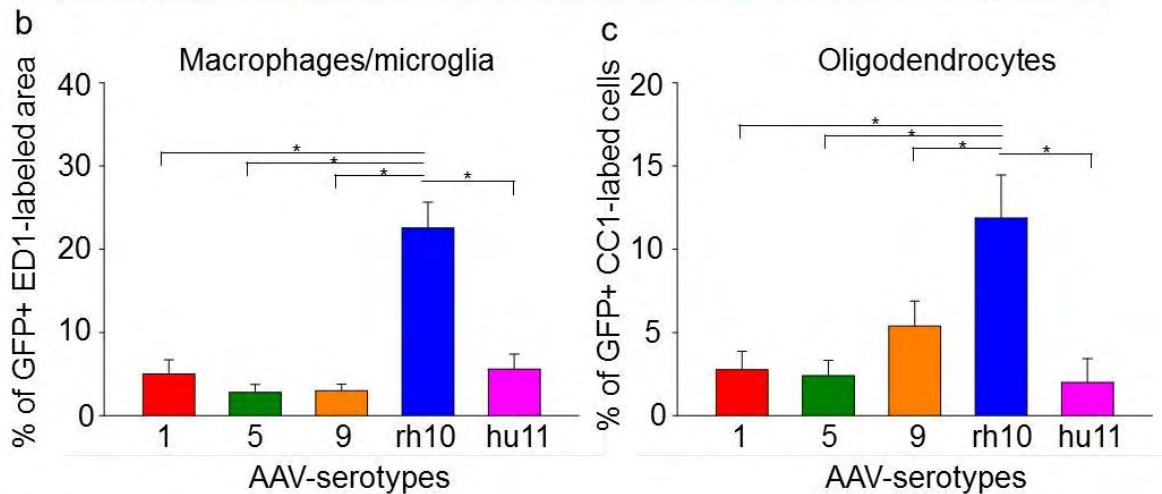 b
Macrophages/microglia
% of GFP+ ED1-labeled area
40
30
20
10
0
* * * *
1 5 9 rh10 hu11
AAV-serotypes
c
Oligodendrocytes
% of GFP+ CC1-labed cells
20
15
10
5
0
* * * *
1 5 9 rh10 hu11
AAV-serotypes